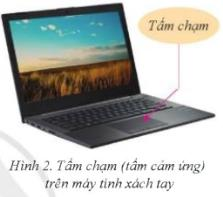 Tấm chạm
Hình 2. Tấm chạm (tấm cảm ứng)
trên máy tính xách tay